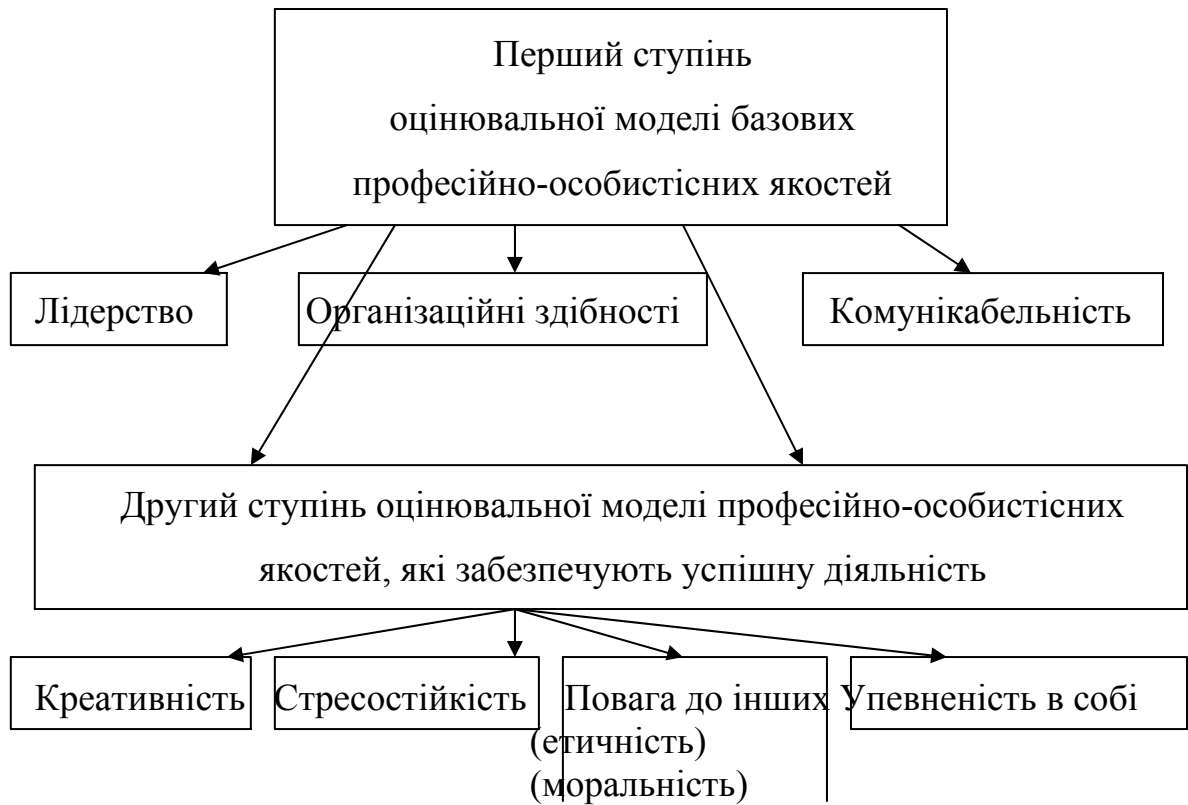 Перший ступінь
оцінювальної моделі базових
професійно-особистісних якостей
Лідерство
Організаційні здібності
Комунікабельність
Другий ступінь оцінювальної моделі професійно-особистісних
якостей, які забезпечують успішну діяльність
Креативність
Стресостійкість
Повага до інших
(етичність)
(моральність)
Упевненість в собі